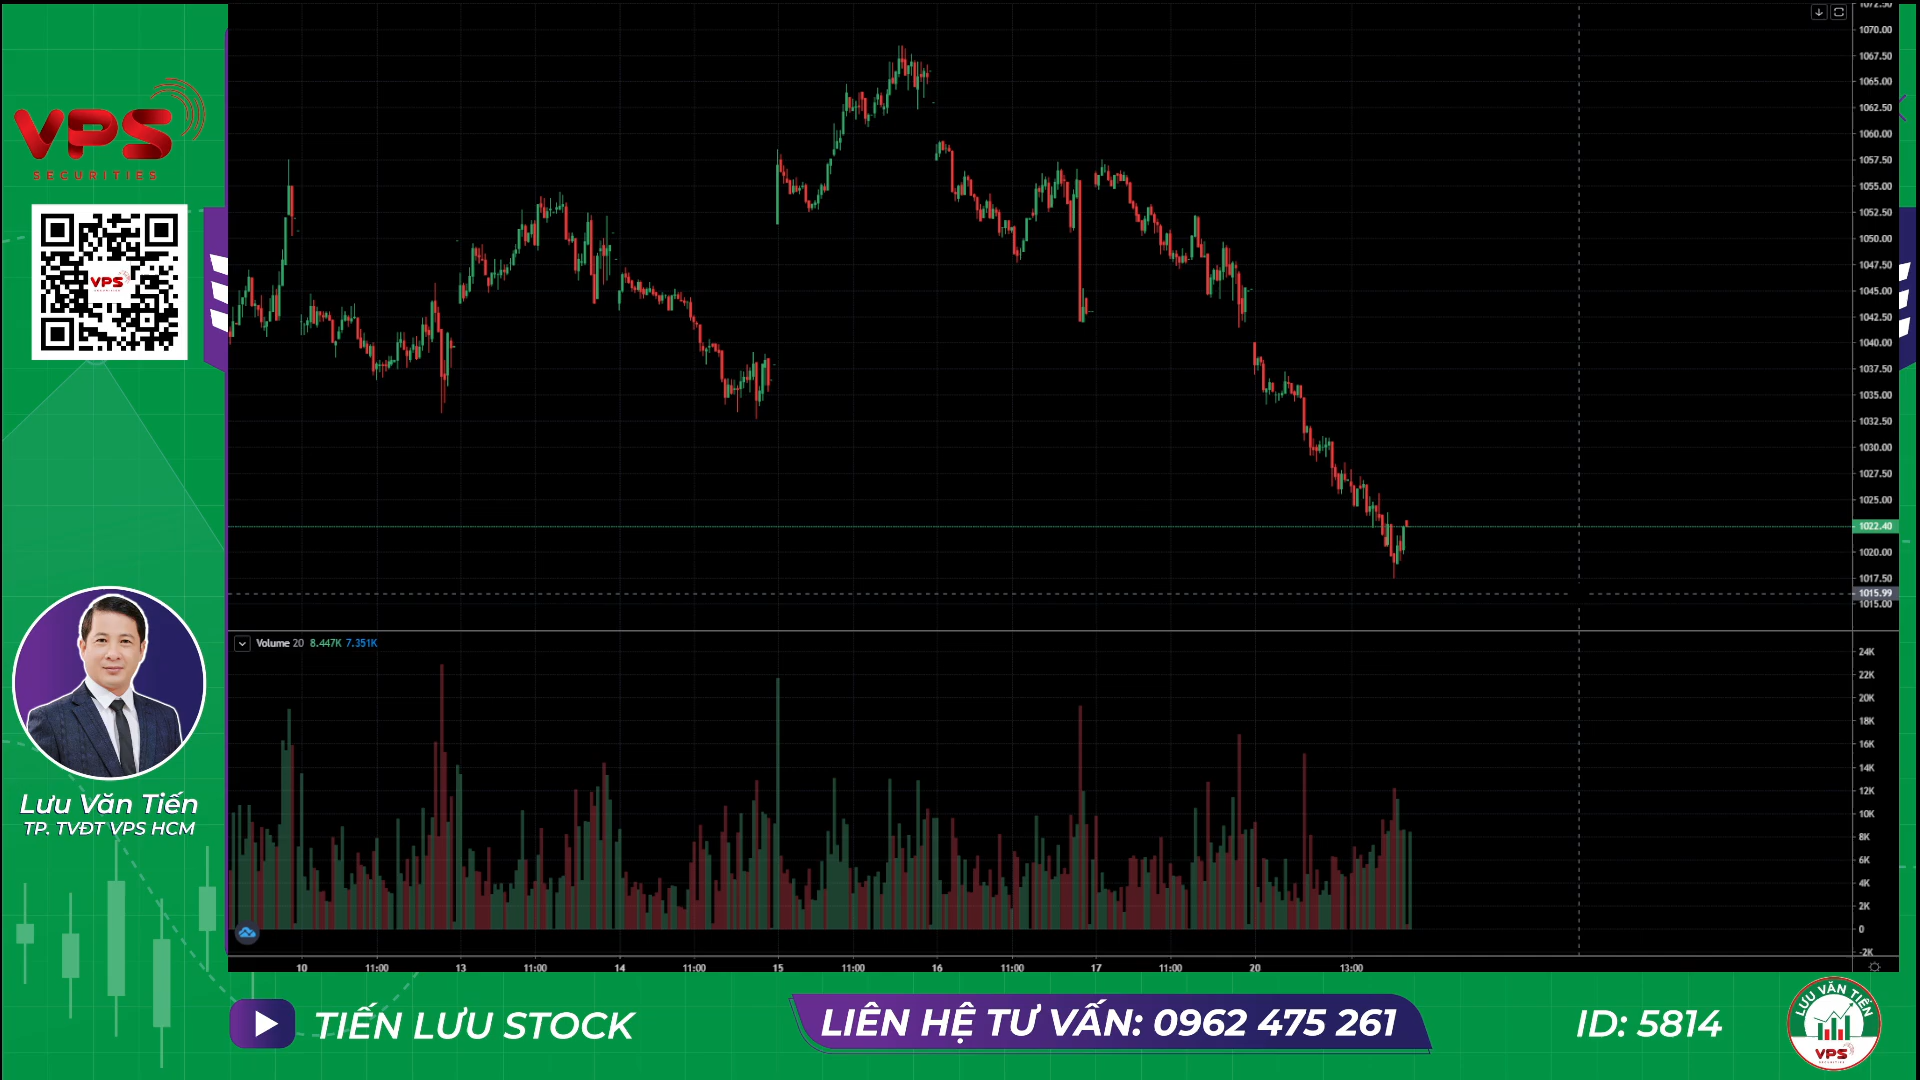 VPS
SECURITIES
VPS
Lưu Văn Tiến
TP. TVĐT VPS HCM
1072.50
1070.00
1067.50
1065.00
1062.50
1060.00
1057.50
1055.00
1052.50
1050.00
1047.50
1045.00
1042.50
1040.00
1037.50
1035.00
1032.50
1030.00
1027.50
1025.00
1022.40
1020.00
1017.50
1015.99
1015.00
Volume 20 8.447K 7.351K
24K
22K
20K
18K
16K
14K
12K
10K
8K
6K
4K
2K
0
-2K
10 11:00 13 11:00 14 11:00 15 11:00 16 11:00 17 11:00 20 13:00
TIẾN LƯU STOCK
LIÊN HỆ TƯ VẤN: 0962 475 261
ID: 5814
LƯU VĂN TIẾN
VPS